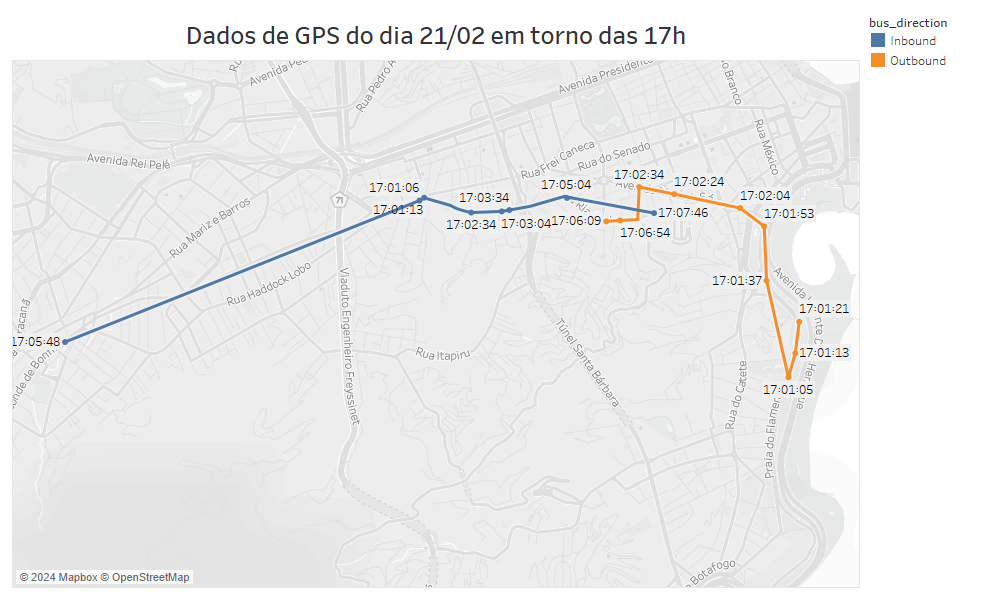 Dados de GPS do dia 21/02 em torno das 17h
bus_direction
Inbound
Outbound
Avenida Rei Pelé
Rua Frei Caneca
Rua do Senado
Avenida Presidente
Rua México
17:01:06
17:01:13
17:03:34
17:02:34
17:03:04
17:05:04
17:06:09
17:02:34
17:02:24
17:02:04
17:07:46
17:01:53
17:06:54
71
Rua Mariz e Barros
Rua Haddock Lobo
17:01:37
17:01:21
17:05:48
17:01:13
17:01:05
Viaduto Engenheiro Freyssinet
Rua Itapiru
Túnel Santa Bárbara
Rua do Catete
Botafogo
© 2024 Mapbox © OpenStreetMap